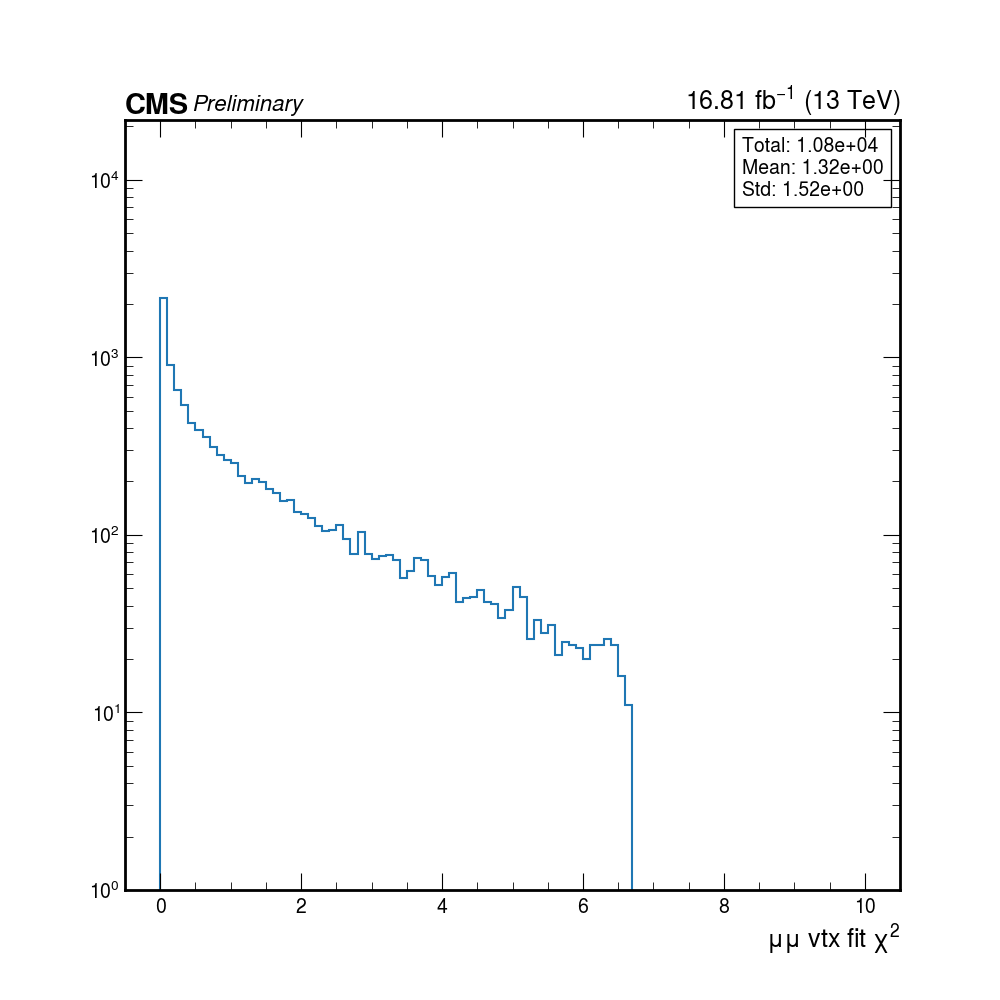 CMS Preliminary
16.81 fb⁻¹ (13 TeV)
Total: 1.08e+04
Mean: 1.32e+00
Std: 1.52e+00
10⁴
10³
10²
10¹
10⁰
0 2 4 6 8 10
μμ vtx fit χ²